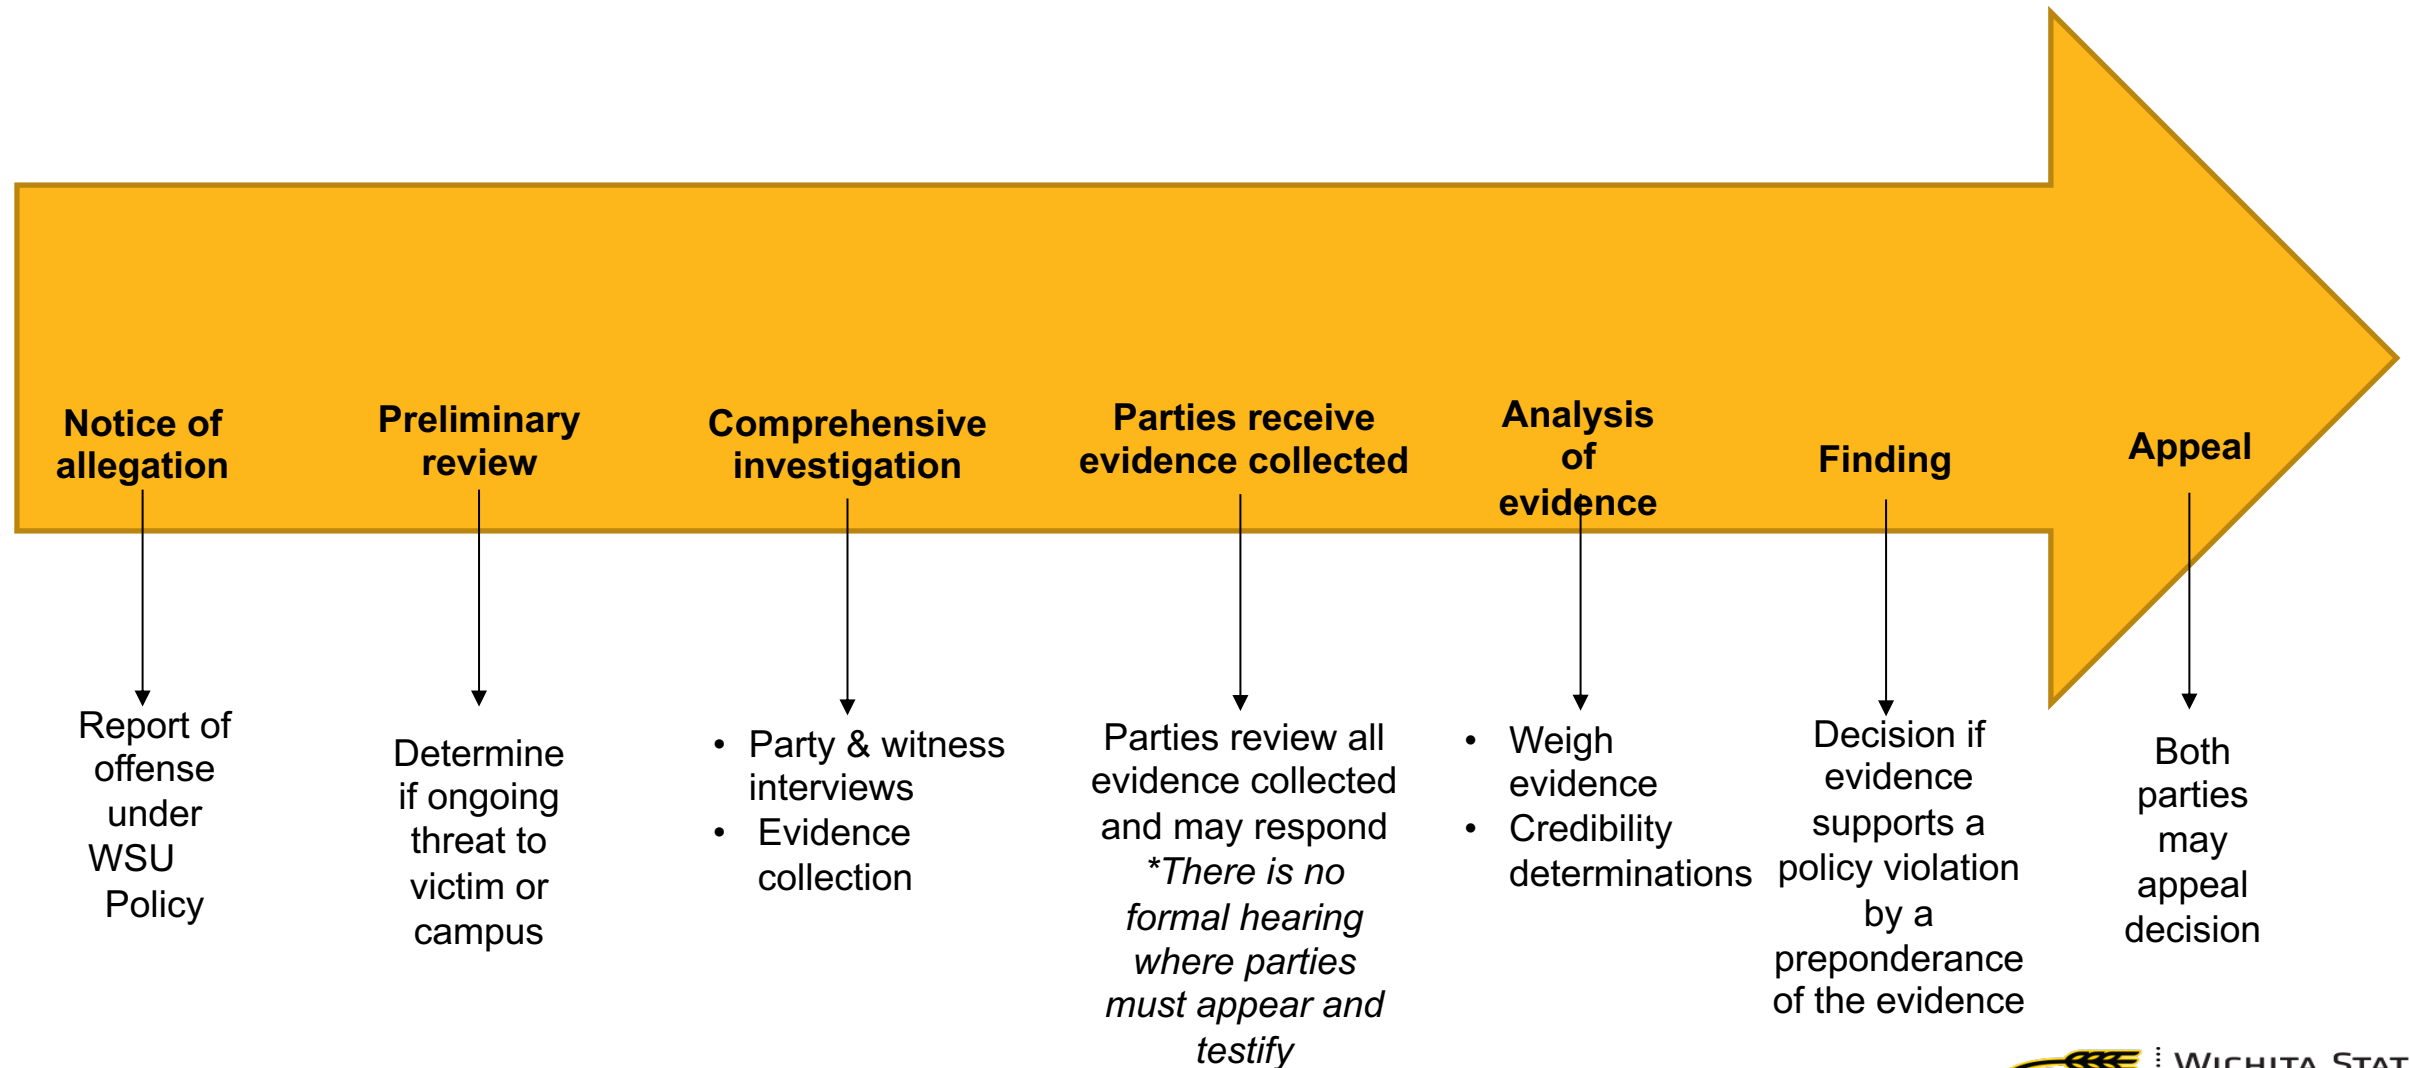 Notice of
allegation
Preliminary
review
Comprehensive
investigation
Parties receive
evidence collected
Analysis
of
evidence
Finding
Appeal
Report of
offense
under
WSU
Policy
Determine
if ongoing
threat to
victim or
campus
• Party & witness
interviews
• Evidence
collection
Parties review all
evidence collected
and may respond
*There is no
formal hearing
where parties
must appear and
testify
• Weigh
evidence
• Credibility
determinations
Decision if
evidence
supports a
policy violation
by a
preponderance
of the evidence
Both
parties
may
appeal
decision
WICHITA STAT